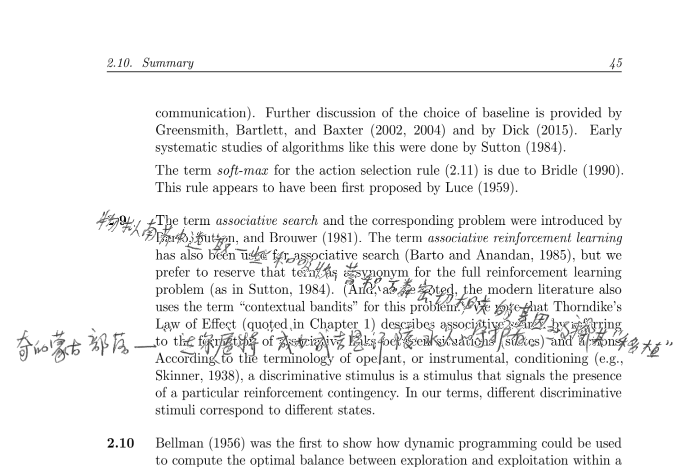 2.10. Summary 45
communication). Further discussion of the choice of baseline is provided by
Greensmith, Bartlett, and Baxter (2002, 2004) and by Dick (2015). Early
systematic studies of algorithms like this were done by Sutton (1984).
The term soft-max for the action selection rule (2.11) is due to Bridle (1990).
This rule appears to have been first proposed by Luce (1959).
The term associative search and the corresponding problem were introduced by
Sutton, and Brouwer (1981). The term associative reinforcement learning
has also been used for associative search (Barto and Anandan, 1985), but we
prefer to reserve that term as a synonym for the full reinforcement learning
problem (as in Sutton, 1984). (And, as we noted, the modern literature also
uses the term “contextual bandits” for this problem.) We note that Thorndike's
Law of Effect (quoted in Chapter 1) describes associative search by referring
to the formation of associative links between situations (states) and actions.
According to the terminology of operant, or instrumental, conditioning (e.g.,
Skinner, 1938), a discriminative stimulus is a stimulus that signals the presence
of a particular reinforcement contingency. In our terms, different discriminative
stimuli correspond to different states.
2.10 Bellman (1956) was the first to show how dynamic programming could be used
to compute the optimal balance between exploration and exploitation within a
奇的蒙古部落一
“移植”